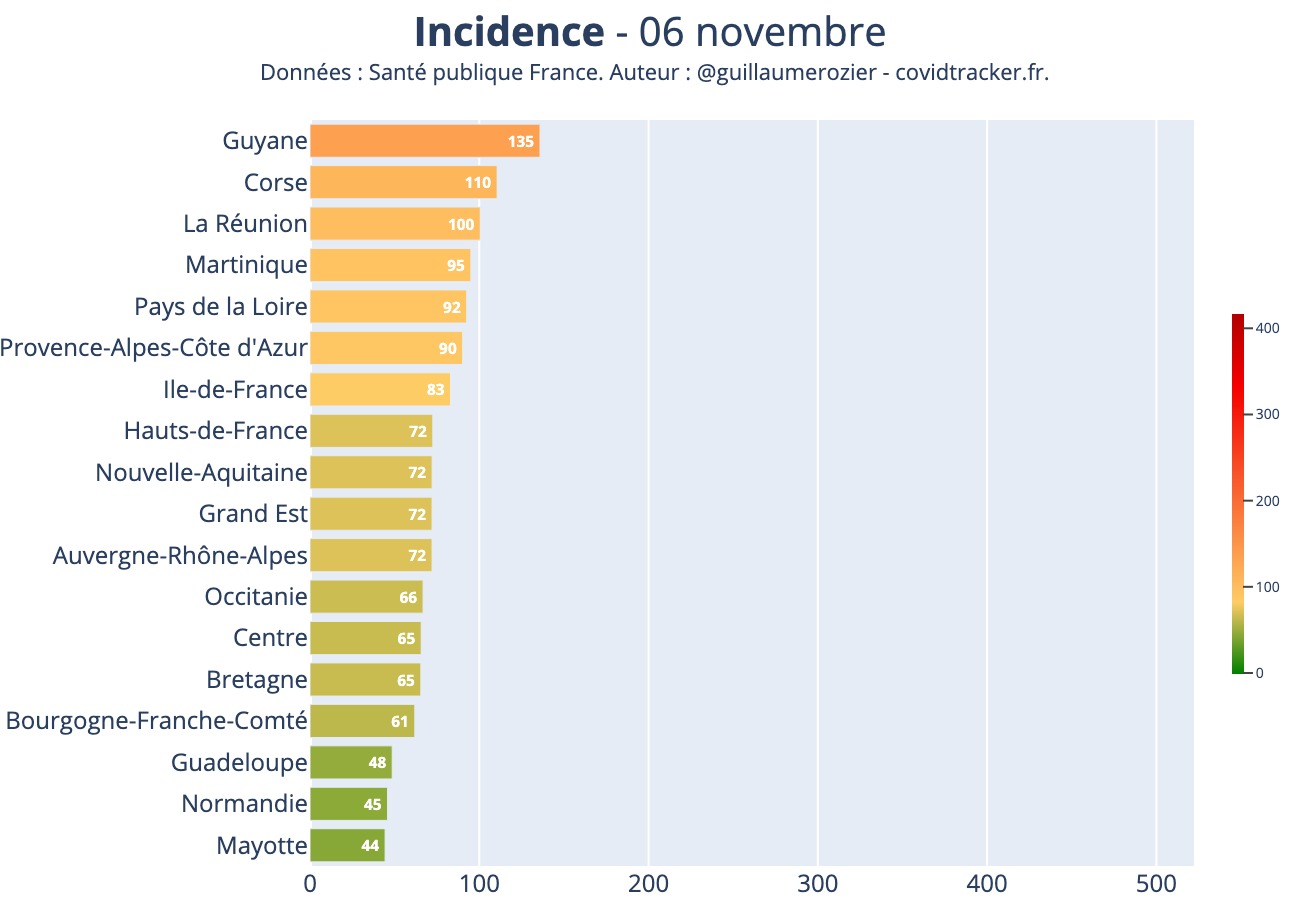 Incidence - 06 novembre
Données : Santé publique France. Auteur : @guillaumerozier - covidtracker.fr.
Guyane 135
Corse 110
La Réunion 100
Martinique 95
Pays de la Loire 92
Provence-Alpes-Côte d'Azur 90
Ile-de-France 83
Hauts-de-France 72
Nouvelle-Aquitaine 72
Grand Est 72
Auvergne-Rhône-Alpes 72
Occitanie 66
Centre 65
Bretagne 65
Bourgogne-Franche-Comté 61
Guadeloupe 48
Normandie 45
Mayotte 44
0 100 200 300 400 500
400
300
200
100
0